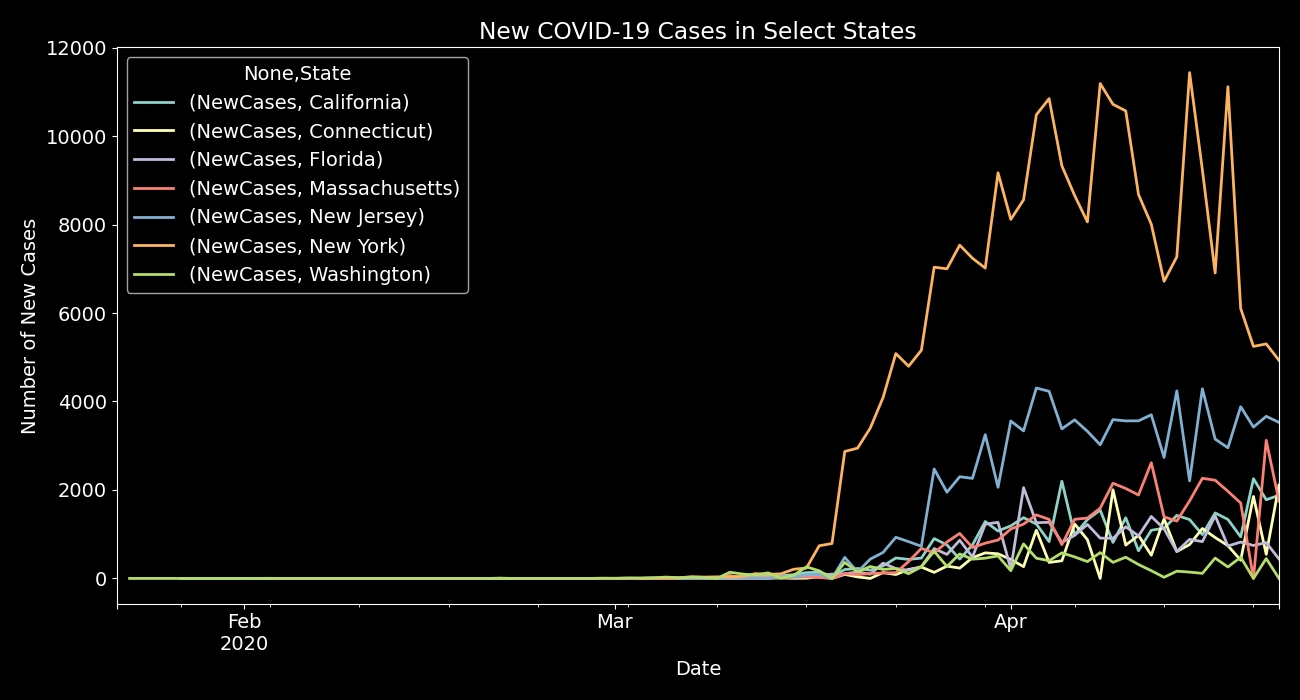 New COVID-19 Cases in Select States
12000
10000
8000
6000
4000
2000
0
Number of New Cases
None,State
(NewCases, California)
(NewCases, Connecticut)
(NewCases, Florida)
(NewCases, Massachusetts)
(NewCases, New Jersey)
(NewCases, New York)
(NewCases, Washington)
Feb Mar Apr
2020
Date